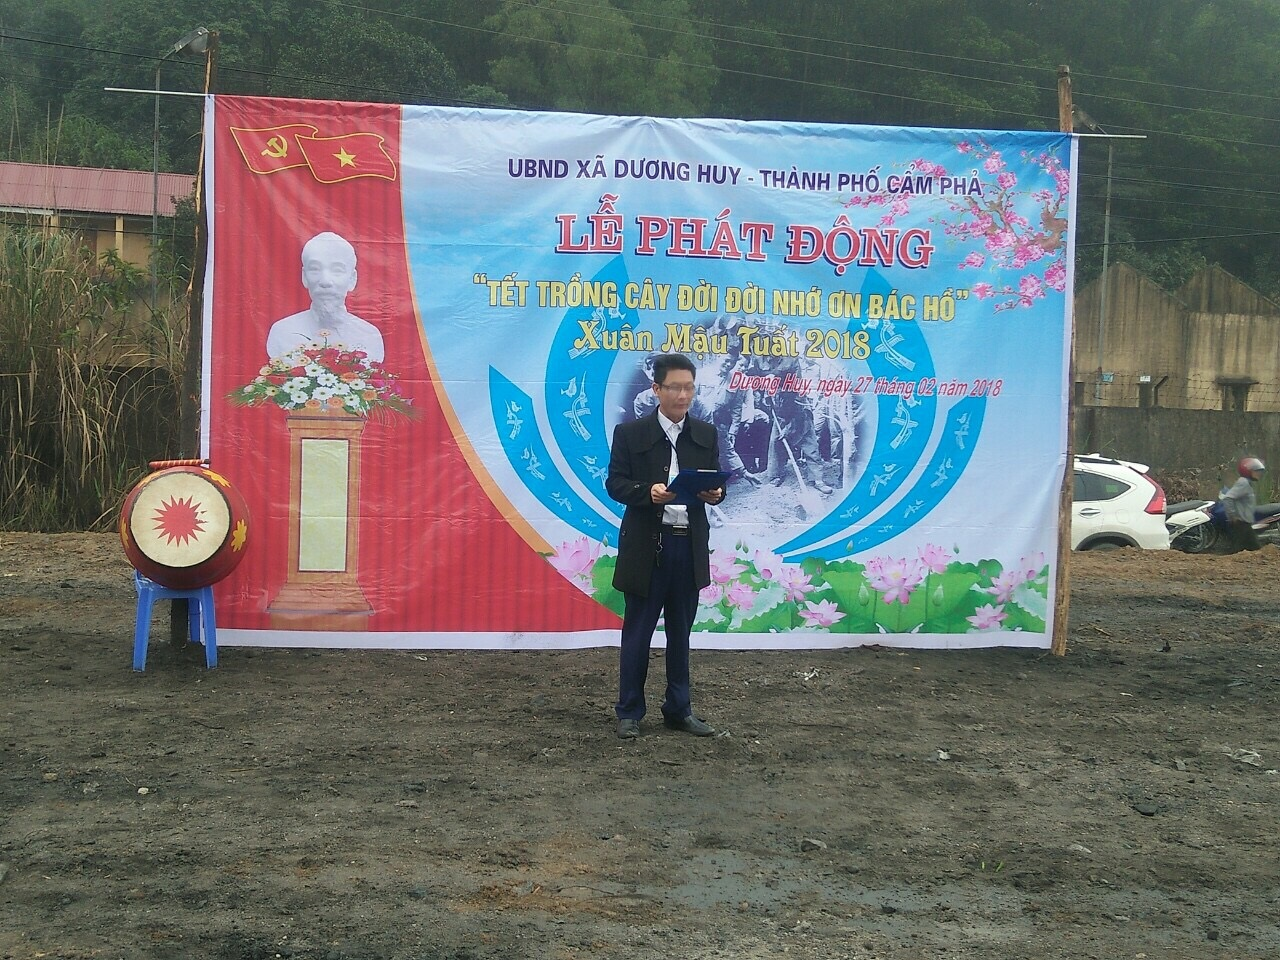 UBND XÃ DƯƠNG HUY - THÀNH PHỐ CẨM PHẢ
LỄ PHÁT ĐỘNG
“TẾT TRỒNG CÂY ĐỜI ĐỜI NHỚ ƠN BÁC HỒ”
Xuân Mậu Tuất 2018
Dương Huy, ngày 27 tháng 02 năm 2018